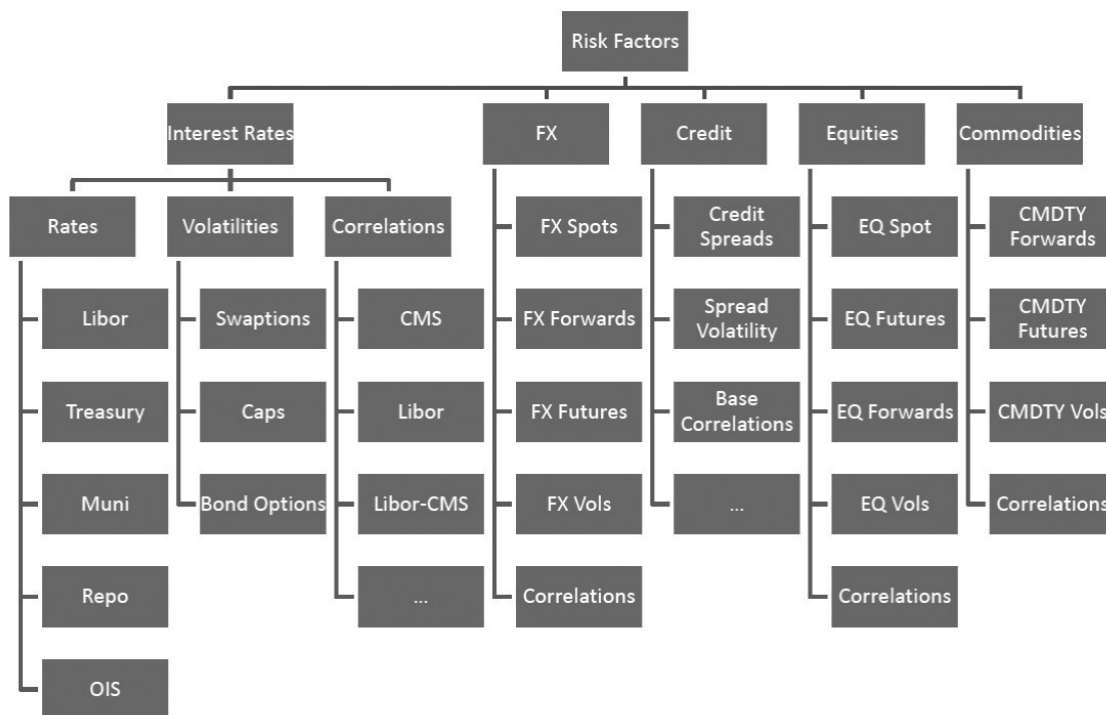 Risk Factors
Interest Rates
FX
Credit
Equities
Commodities
Rates
Volatilities
Correlations
FX Spots
Credit
Spreads
EQ Spot
CMDTY
Forwards
Libor
Swaptions
CMS
FX Forwards
Spread
Volatility
EQ Futures
CMDTY
Futures
Treasury
Caps
Libor
FX Futures
Base
Correlations
EQ Forwards
CMDTY Vols
Muni
Bond Options
Libor-CMS
FX Vols
...
EQ Vols
Correlations
Repo
...
Correlations
Correlations
OIS